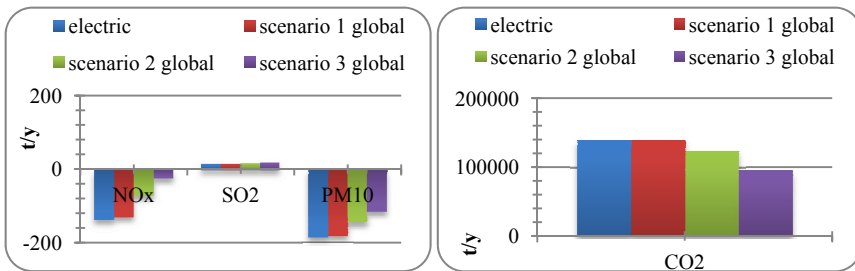 electric
scenario 1 global
scenario 2 global
scenario 3 global
200
0
-200
t/y
NOx
SO2
PM10
electric
scenario 1 global
scenario 2 global
scenario 3 global
200000
100000
0
t/y
CO2